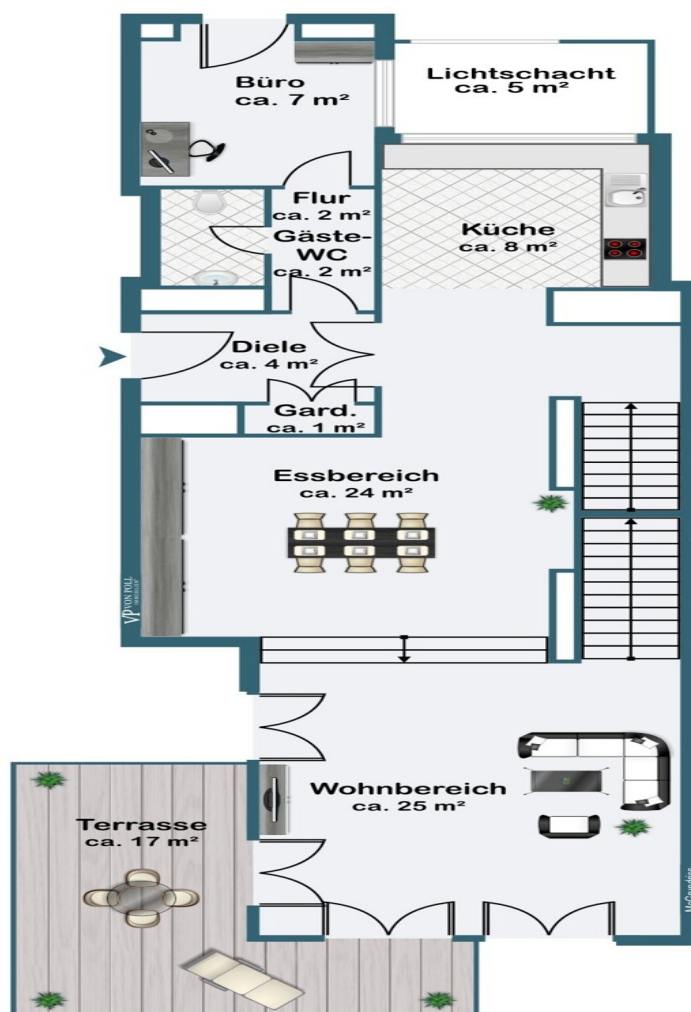 Büro
ca. 7 m²
Lichtschacht
ca. 5 m²
Flur
ca. 2 m²
Gäste-
WC
ca. 2 m²
Küche
ca. 8 m²
Diele
ca. 4 m²
Gard.
ca. 1 m²
Essbereich
ca. 24 m²
VP VON POLL
IMMOBILIEN
Wohnbereich
ca. 25 m²
Terrasse
ca. 17 m²